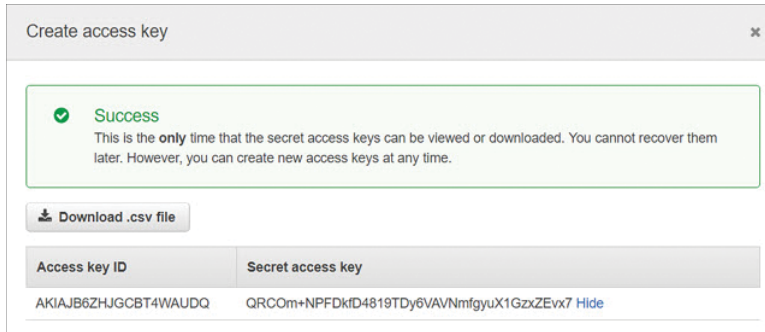 Create access key
Success
This is the only time that the secret access keys can be viewed or downloaded. You cannot recover them
later. However, you can create new access keys at any time.
Download .csv file
Access key ID Secret access key
AKIAJB6ZHJGCBT4WAUDQ QRCOm+NPFDkfD4819TDy6VAVNmfgyuX1GzxZEvx7 Hide